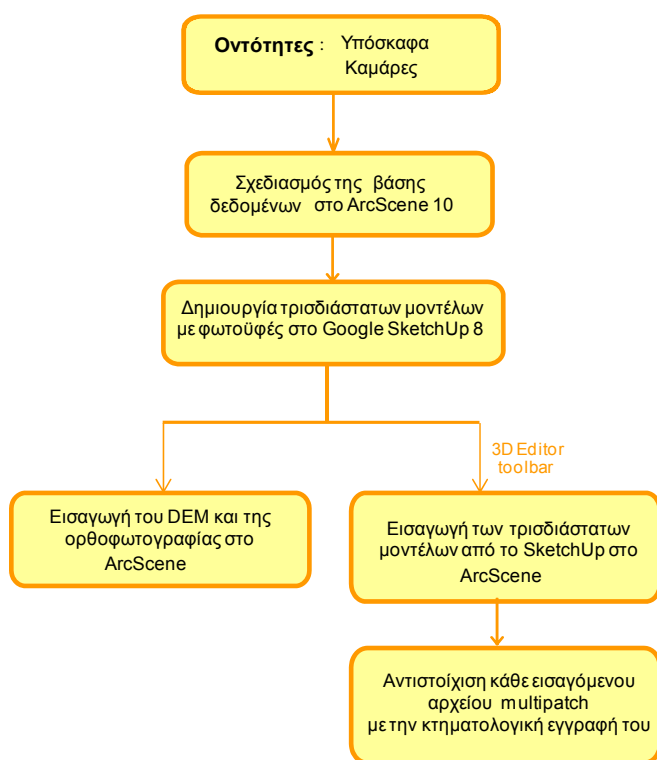 Οντότητες : Υπόσκαφα
Καμάρες
Σχεδιασμός της βάσης
δεδομένων στο ArcScene 10
Δημιουργία τρισδιάστατων μοντέλων
με φωτοϋφές στο Google SketchUp 8
3D Editor
toolbar
Εισαγωγή του DEM και της
ορθοφωτογραφίας στο
ArcScene
Εισαγωγή των τρισδιάστατων
μοντέλων από το SketchUp στο
ArcScene
Αντιστοίχιση κάθε εισαγόμενου
αρχείου multipatch
με την κτηματολογική εγγραφή του